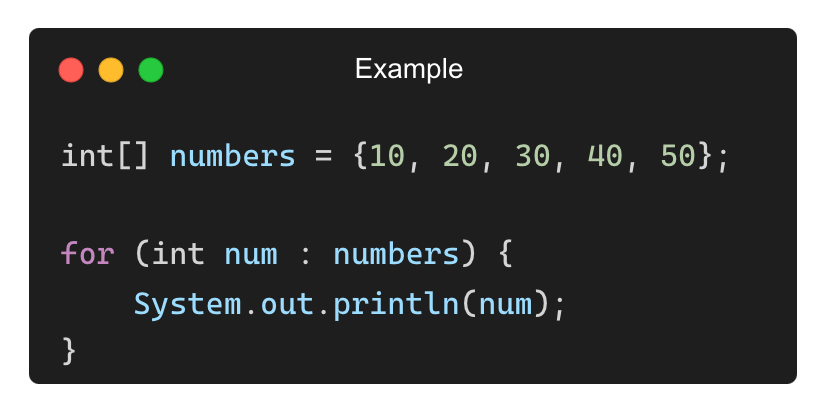 Example
int[] numbers = {10, 20, 30, 40, 50};
for (int num : numbers) {
    System.out.println(num);
}